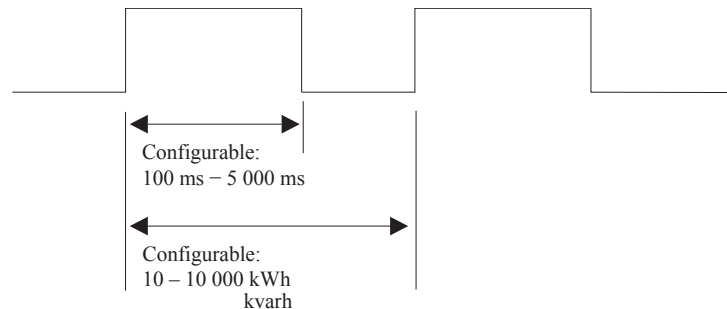 Configurable:
100 ms − 5 000 ms
Configurable:
10 – 10 000 kWh
kvarh